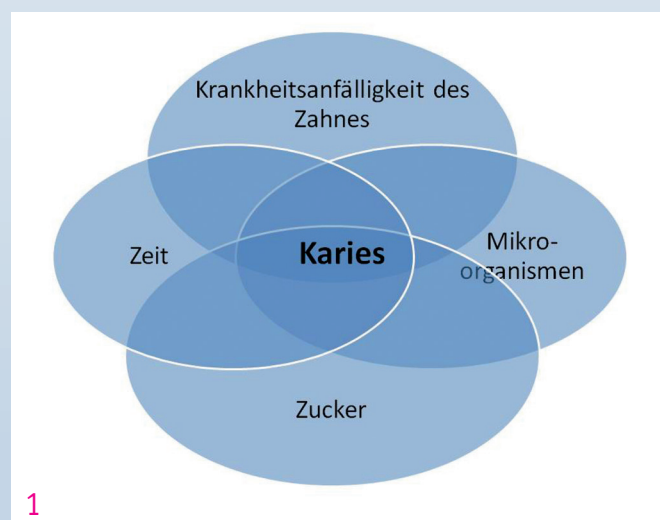 Krankheitsanfälligkeit des
Zahnes
Zeit
Karies
Mikro-
organismen
Zucker
1